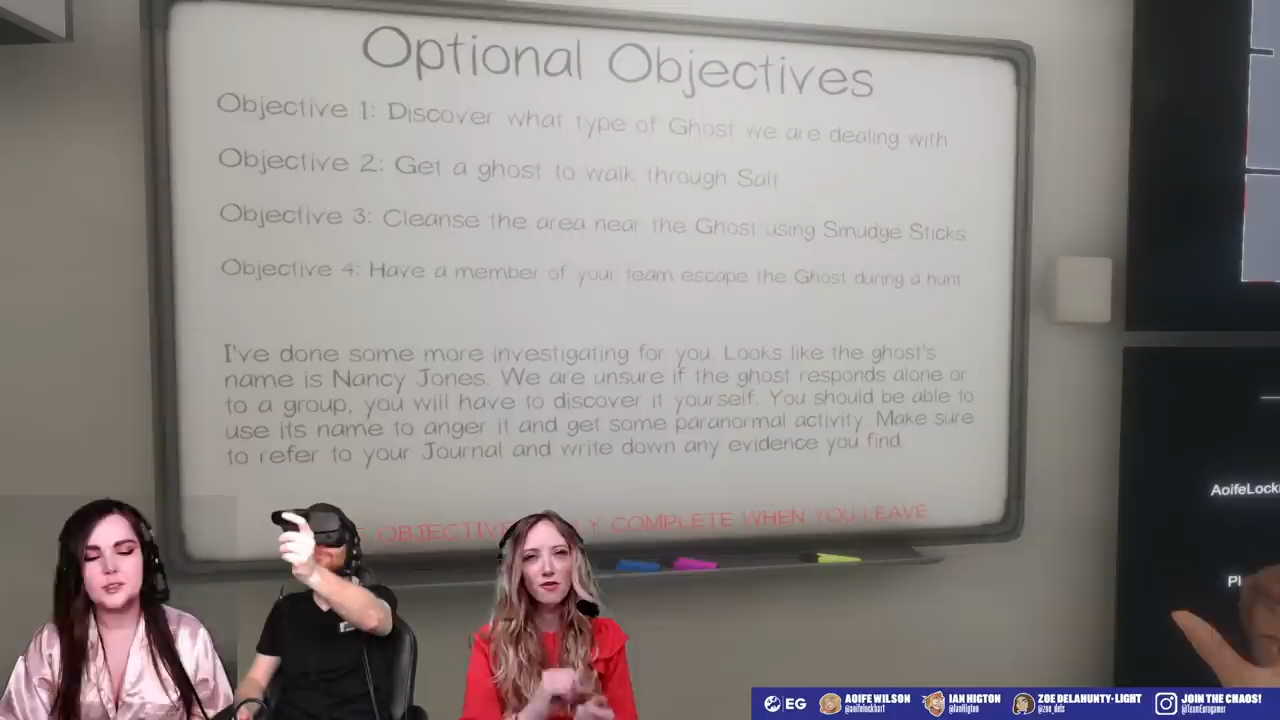 Optional Objectives
Objective 1: Discover what type of Ghost we are dealing with
Objective 2: Get a ghost to walk through Salt
Objective 3: Cleanse the area near the Ghost using Smudge Sticks
Objective 4: Have a member of your team escape the Ghost during a hunt
I've done some more investigating for you. Looks like the ghost's
name is Nancy Jones. We are unsure if the ghost responds alone or
to a group, you will have to discover it yourself. You should be able to
use its name to anger it and get some paranormal activity. Make sure
to refer to your Journal and write down any evidence you find.
OBJECTIVE COMPLETE WHEN YOU LEAVE
AoifeLock
Pl
EG
AOIFE WILSON
@aoifelockhart
IAN HIGTON
@IanHigton
ZOE DELAHUNTY-LIGHT
@zoe_dels
JOIN THE CHAOS!
@TeamEurogamer